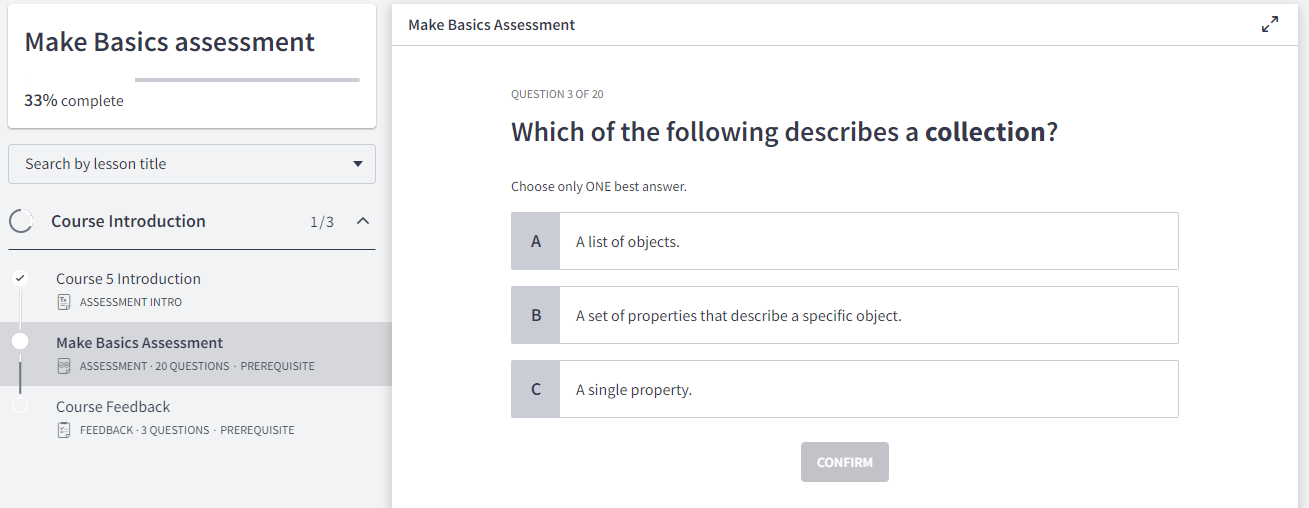 Make Basics assessment
33% complete
Search by lesson title
Course Introduction 1/3
Course 5 Introduction
ASSESSMENT INTRO
Make Basics Assessment
ASSESSMENT · 20 QUESTIONS · PREREQUISITE
Course Feedback
FEEDBACK · 3 QUESTIONS · PREREQUISITE
Make Basics Assessment
QUESTION 3 OF 20
Which of the following describes a collection?
Choose only ONE best answer.
A A list of objects.
B A set of properties that describe a specific object.
C A single property.
CONFIRM